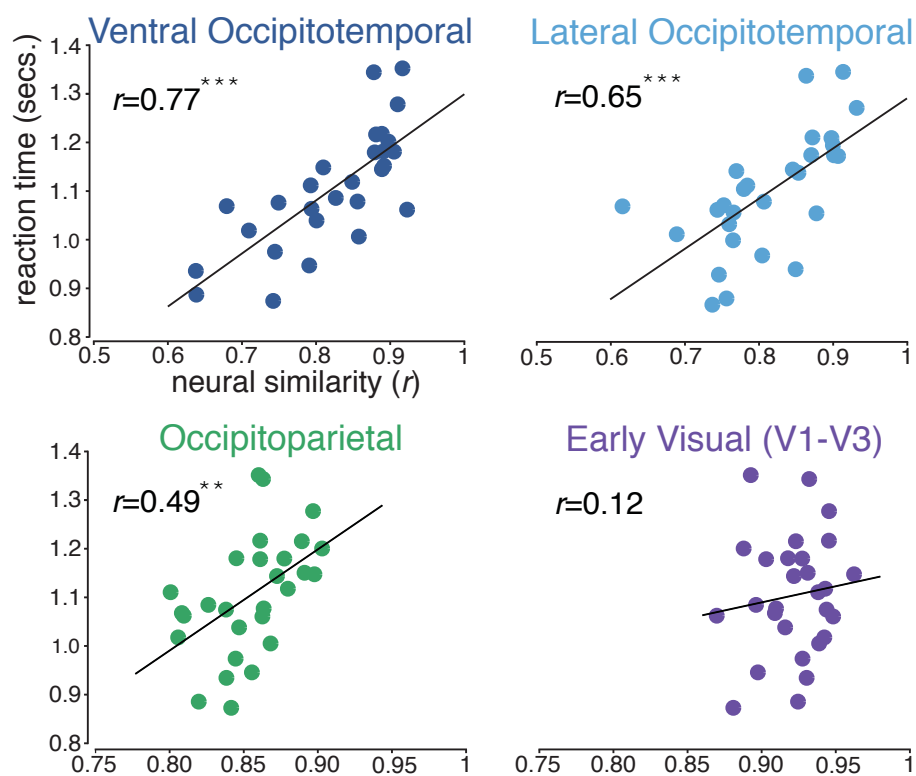 Ventral Occipitotemporal
Lateral Occipitotemporal
reaction time (secs.)
1.4
1.3
1.2
1.1
1.0
0.9
0.8
r=0.77***
r=0.65***
0.5 0.6 0.7 0.8 0.9 1
0.5 0.6 0.7 0.8 0.9 1
neural similarity (r)
Occipitoparietal
Early Visual (V1-V3)
1.4
1.3
1.2
1.1
1.0
0.9
0.8
r=0.49**
r=0.12
0.75 0.80 0.85 0.90 0.95 1
0.75 0.80 0.85 0.90 0.95 1